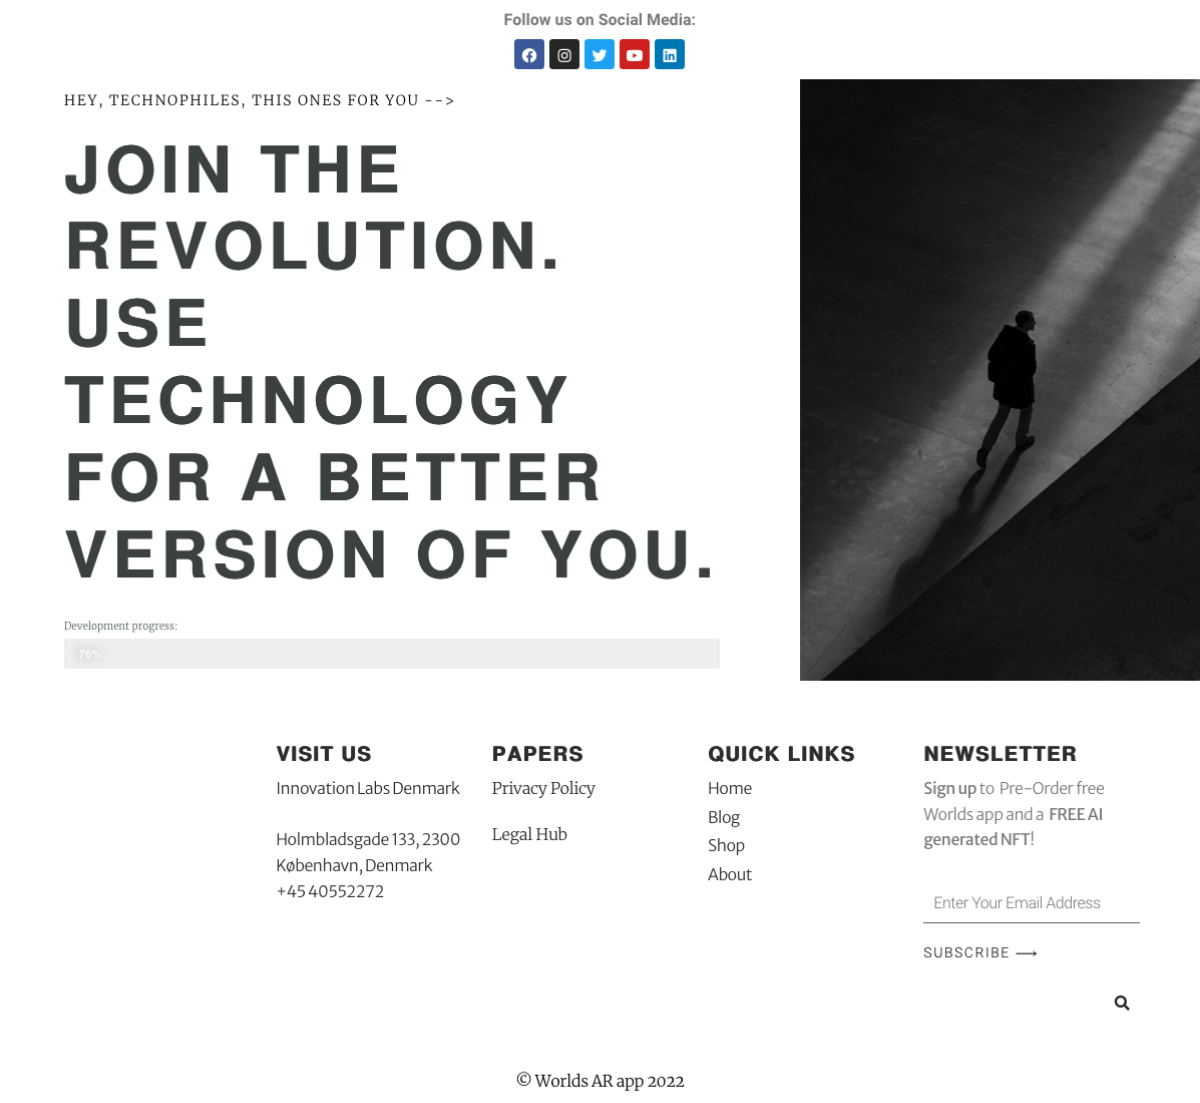 Follow us on Social Media:
HEY, TECHNOPHILES, THIS ONES FOR YOU -->
JOIN THE
REVOLUTION.
USE
TECHNOLOGY
FOR A BETTER
VERSION OF YOU.
Development progress:
76%
VISIT US
Innovation Labs Denmark
Holmbladsgade 133, 2300
København, Denmark
+45 40552272
PAPERS
Privacy Policy
Legal Hub
QUICK LINKS
Home
Blog
Shop
About
NEWSLETTER
Sign up to Pre-Order free
Worlds app and a FREE AI
generated NFT!
Enter Your Email Address
SUBSCRIBE ⟶
© Worlds AR app 2022